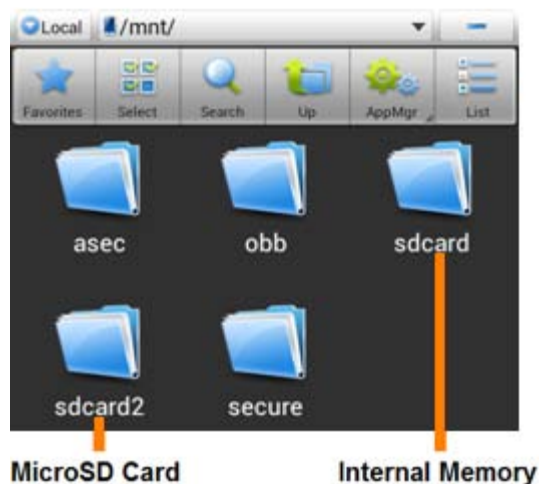 Local /mnt/
Favorites Select Search Up AppMgr List
asec obb sdcard
sdcard2 secure
MicroSD Card Internal Memory